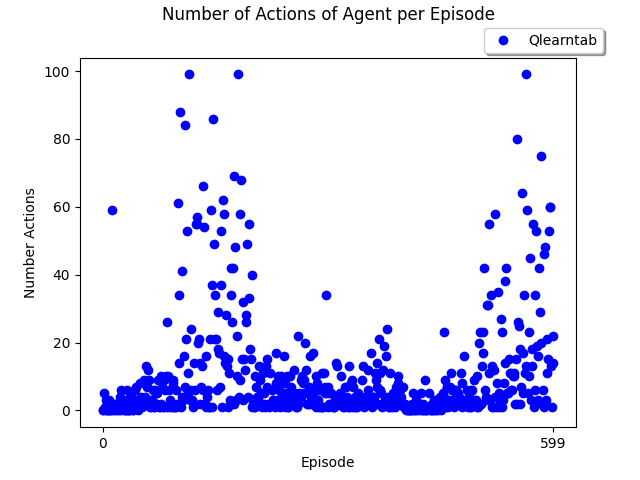 Number of Actions of Agent per Episode
Qlearntab
100
80
60
40
20
0
Number Actions
0
599
Episode